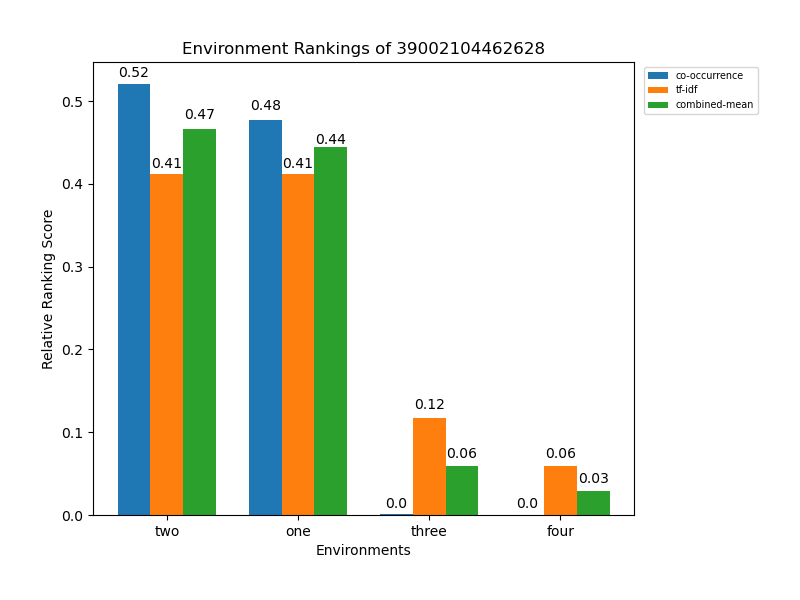 Environment Rankings of 39002104462628
co-occurrence
tf-idf
combined-mean
Relative Ranking Score
0.5
0.4
0.3
0.2
0.1
0.0
0.52
0.41
0.47
0.48
0.41
0.44
0.0
0.12
0.06
0.0
0.06
0.03
two one three four
Environments